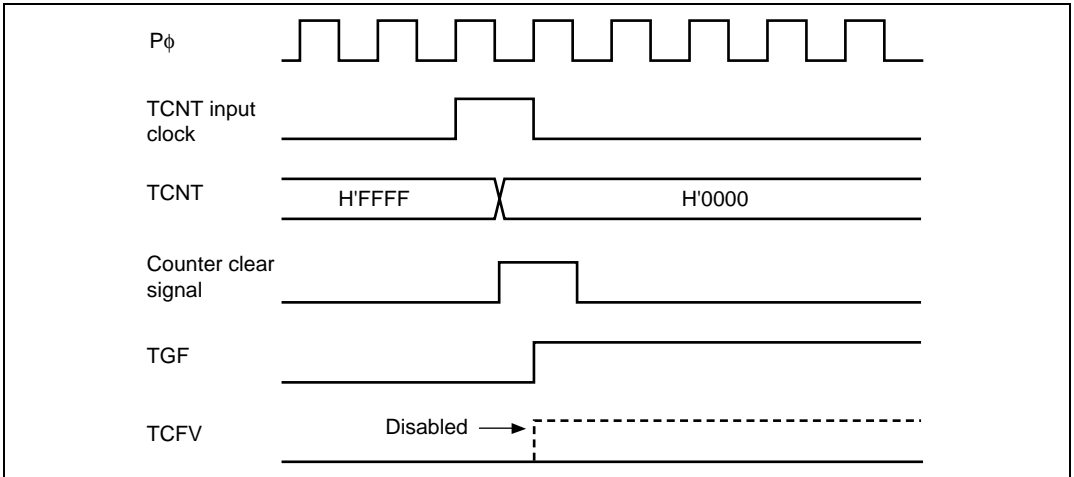 Pϕ
TCNT input
clock
TCNT
H'FFFF
H'0000
Counter clear
signal
TGF
Disabled
TCFV